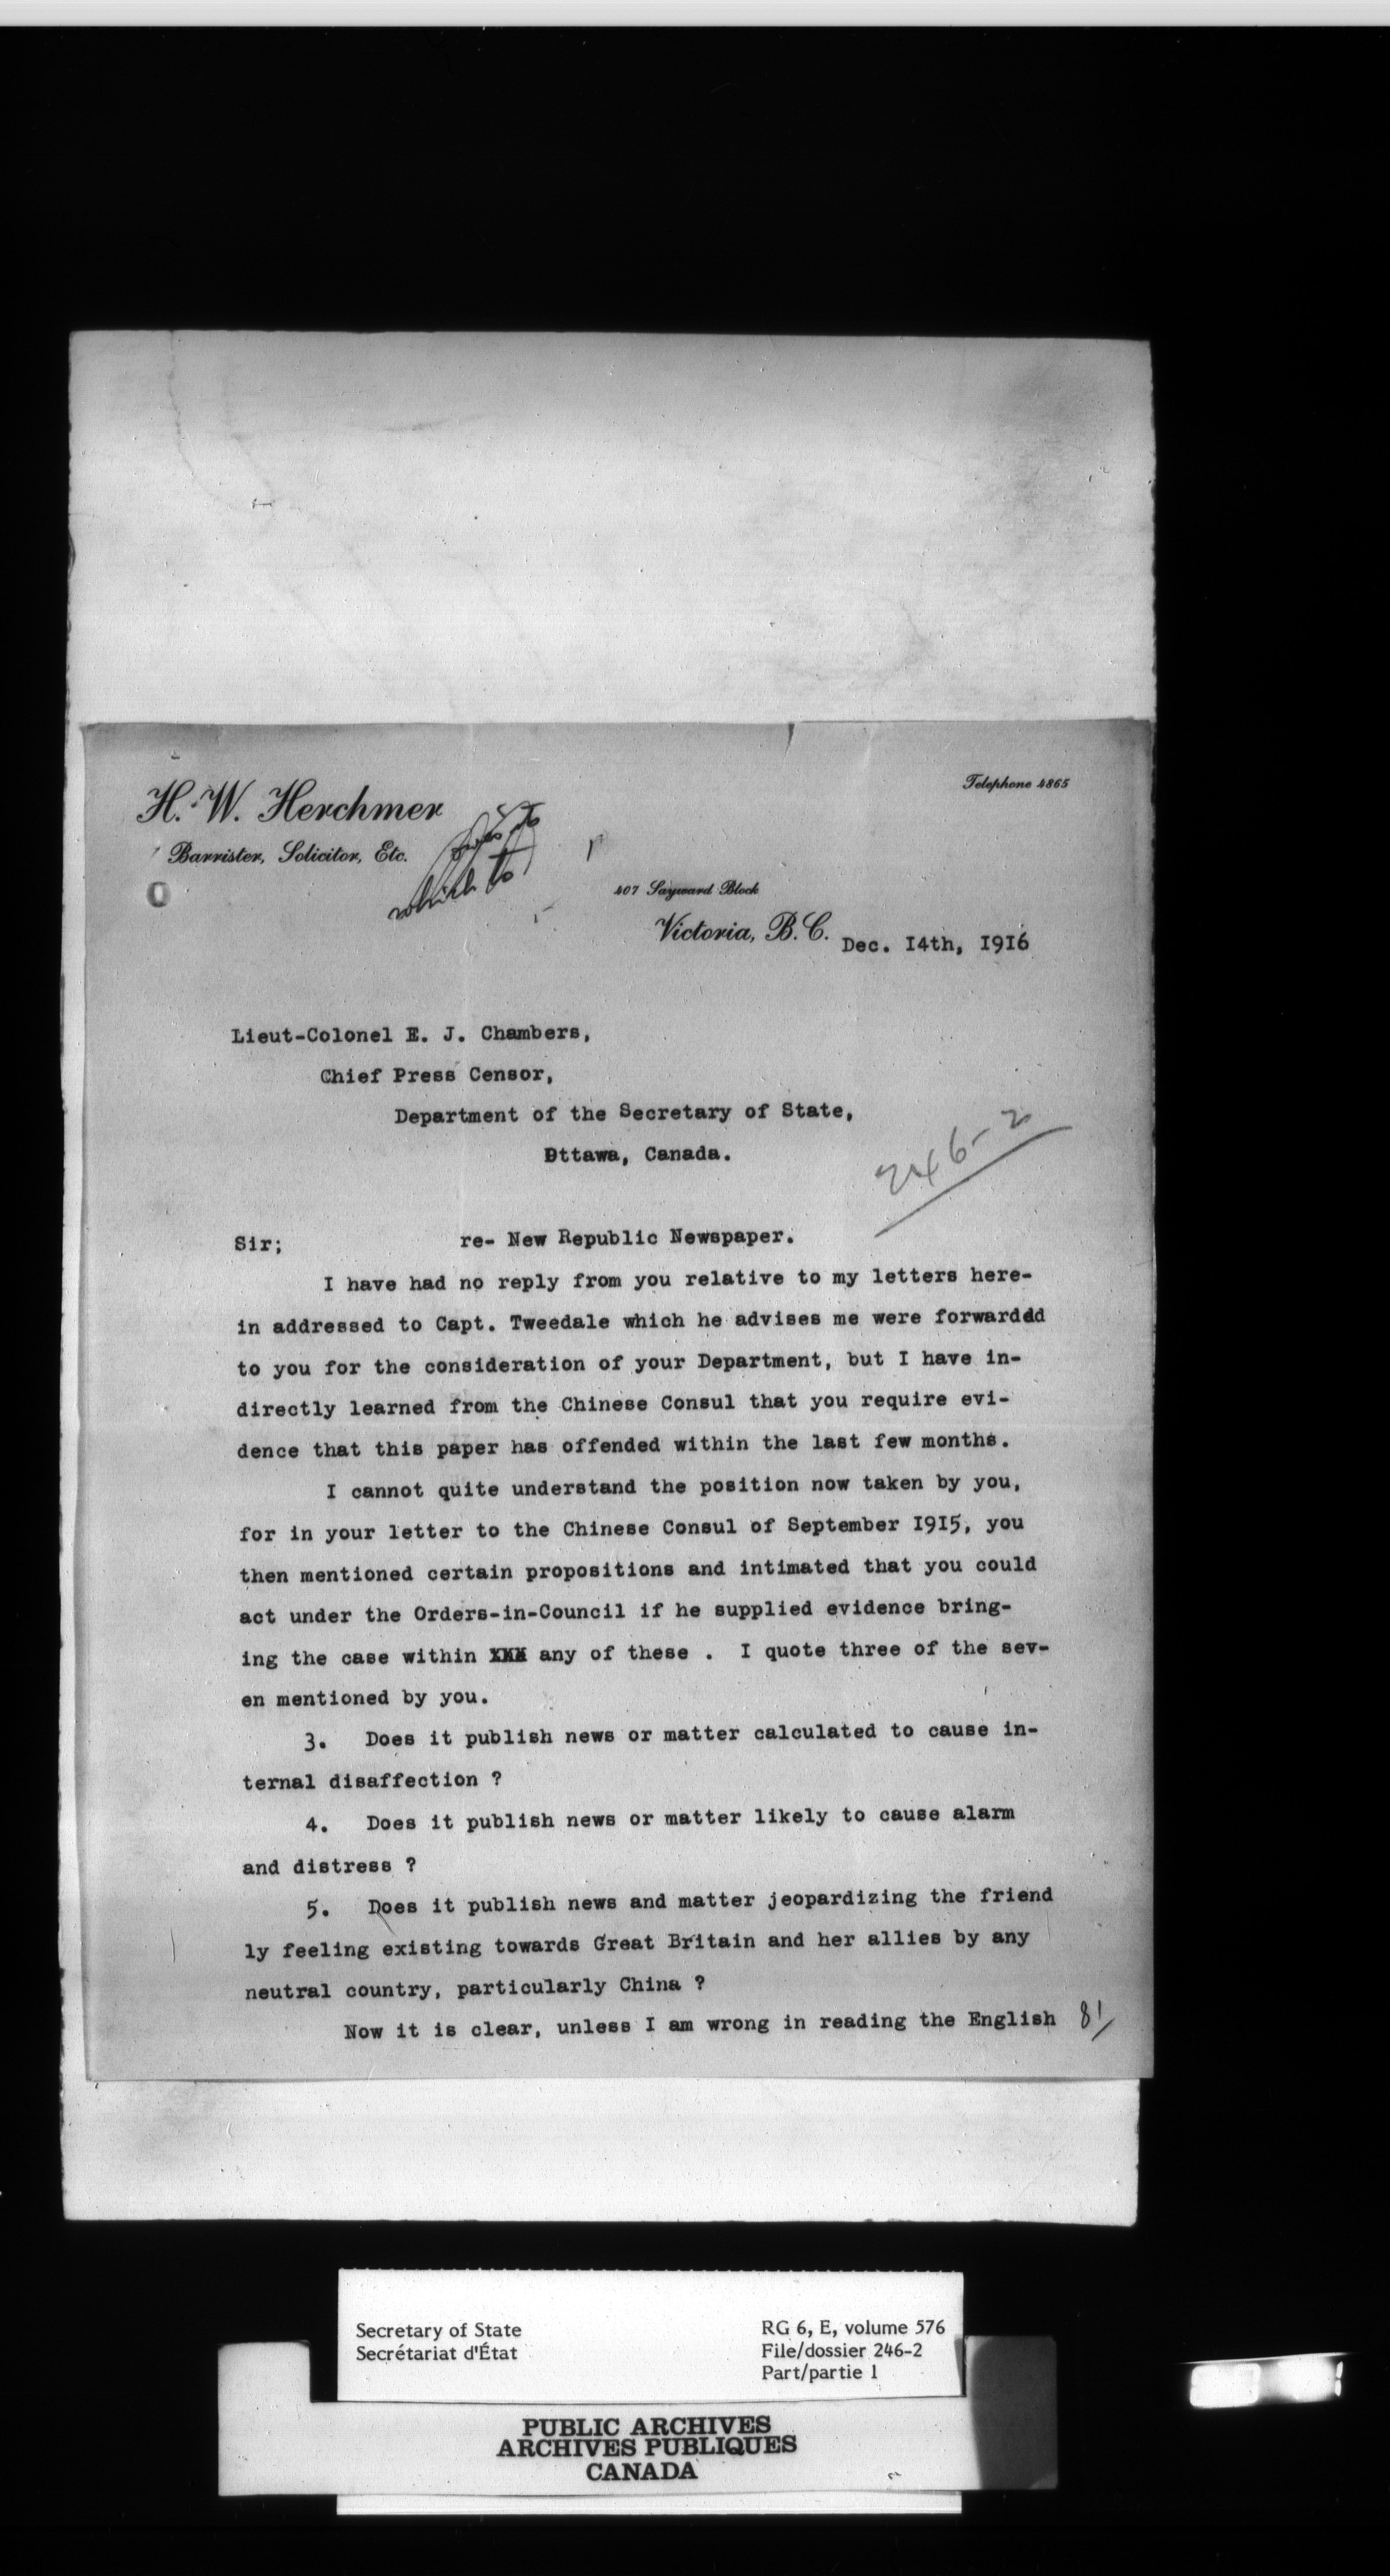 H. W. Herchmer
Barrister, Solicitor, Etc.
Telephone 4865
which to
407 Sayward Block
Victoria, B.C. Dec. I4th, I9I6
Lieut-Colonel E. J. Chambers,
Chief Press Censor,
Department of the Secretary of State,
Ottawa, Canada.
246-2
Sir; re- New Republic Newspaper.
I have had no reply from you relative to my letters here-
in addressed to Capt. Tweedale which he advises me were forwarddd
to you for the consideration of your Department, but I have in-
directly learned from the Chinese Consul that you require evi-
dence that this paper has offended within the last few months.
I cannot quite understand the position now taken by you,
for in your letter to the Chinese Consul of September I9I5, you
then mentioned certain propositions and intimated that you could
act under the Orders-in-Council if he supplied evidence bring-
ing the case within XXX any of these . I quote three of the sev-
en mentioned by you.
3. Does it publish news or matter calculated to cause in-
ternal disaffection ?
4. Does it publish news or matter likely to cause alarm
and distress ?
5. Does it publish news and matter jeopardizing the friend
ly feeling existing towards Great Britain and her allies by any
neutral country, particularly China ?
Now it is clear, unless I am wrong in reading the English
Secretary of State
Secrétariat d'État
RG 6, E, volume 576
File/dossier 246-2
Part/partie 1
PUBLIC ARCHIVES
ARCHIVES PUBLIQUES
CANADA